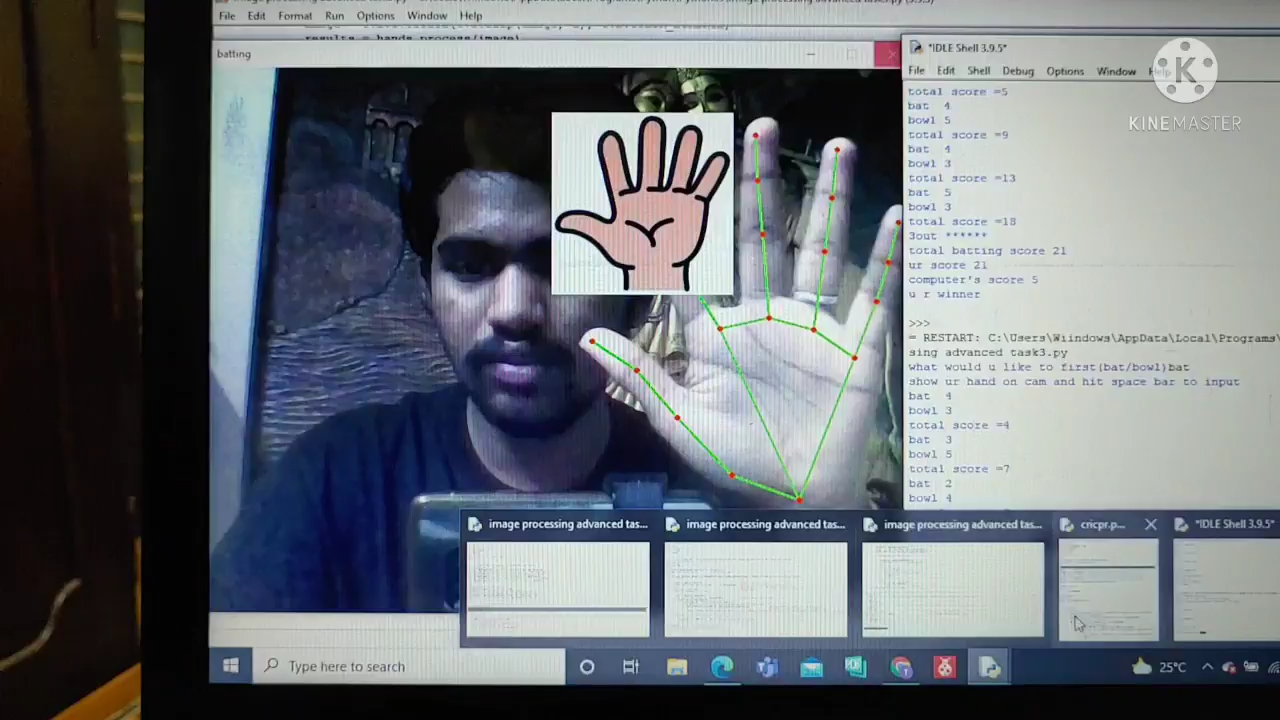 File Edit Format Run Options Window Help
results = hands.process(image)
batting
*IDLE Shell 3.9.5*
File Edit Shell Debug Options Window Help
K
KINEMASTER
total score =5
bat 4
bowl 5
total score =9
bat 4
bowl 3
total score =13
bat 5
bowl 3
total score =18
3out ******
total batting score 21
ur score 21
computer's score 5
u r winner
>>>
= RESTART: C:\Users\Wiindows\AppData\Local\Programs\
sing advanced task3.py
what would u like to first(bat/bowl)bat
show ur hand on cam and hit space bar to input
bat 4
bowl 3
total score =4
bat 3
bowl 5
total score =7
bat 2
bowl 4
image processing advanced tas...
image processing advanced tas...
image processing advanced tas...
cricpr.p...
*IDLE Shell 3.9.5*
Type here to search
25°C